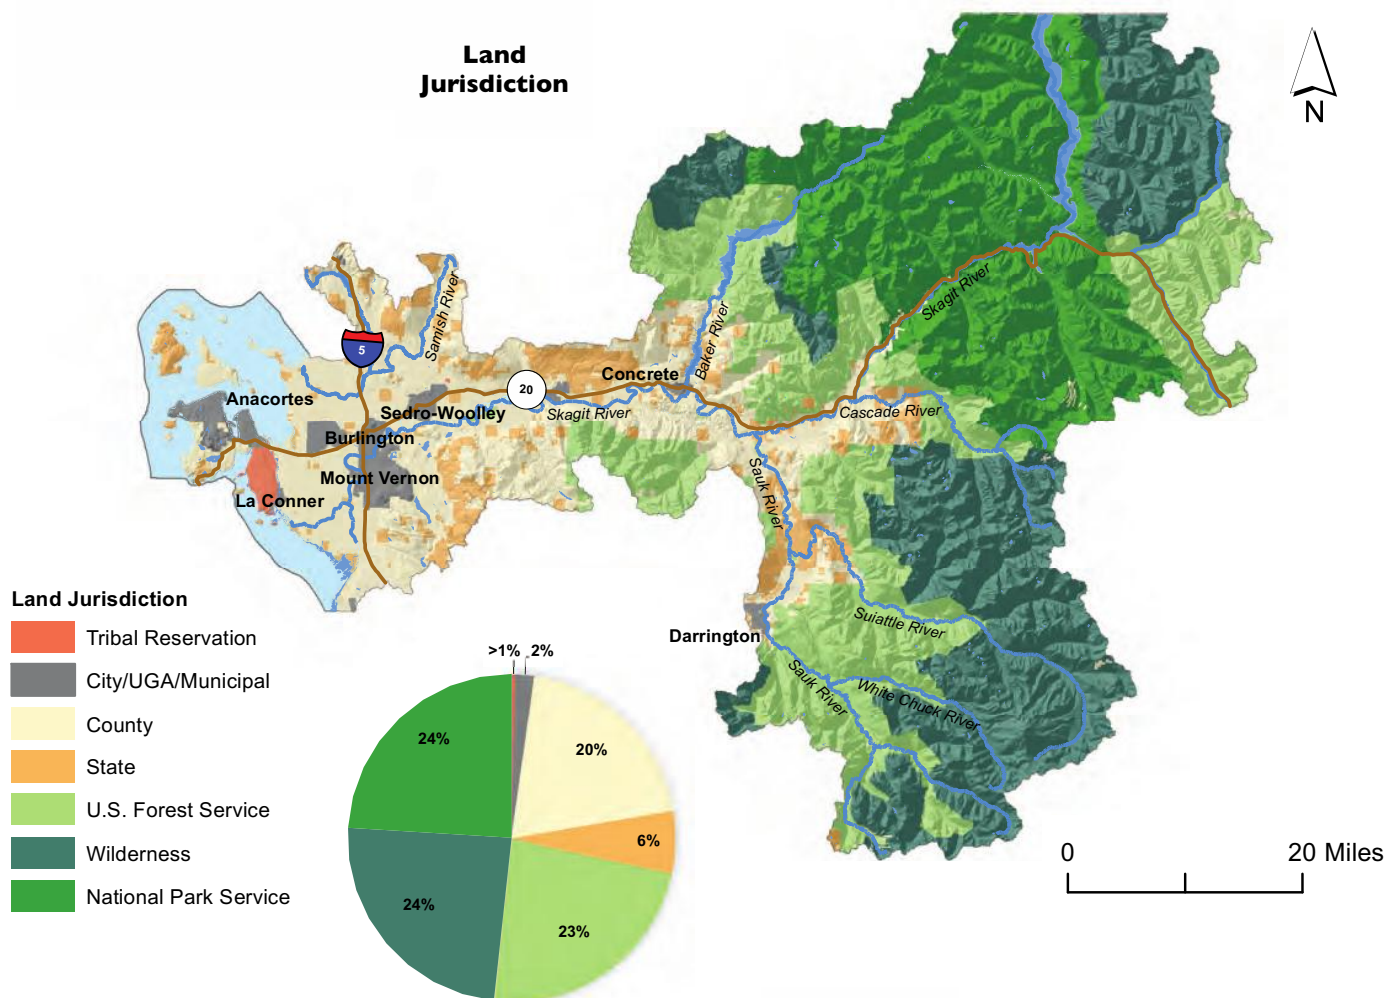 Land
Jurisdiction
N
Samish River
5
Baker River
Skagit River
Concrete
20
Anacortes
Sedro-Woolley
Skagit River
Cascade River
Burlington
Mount Vernon
La Conner
Sauk River
Land Jurisdiction
Tribal Reservation
City/UGA/Municipal
County
State
U.S. Forest Service
Wilderness
National Park Service
Suiattle River
Darrington
Sauk River
White Chuck River
>1%
2%
24%
20%
6%
24%
23%
0
20 Miles